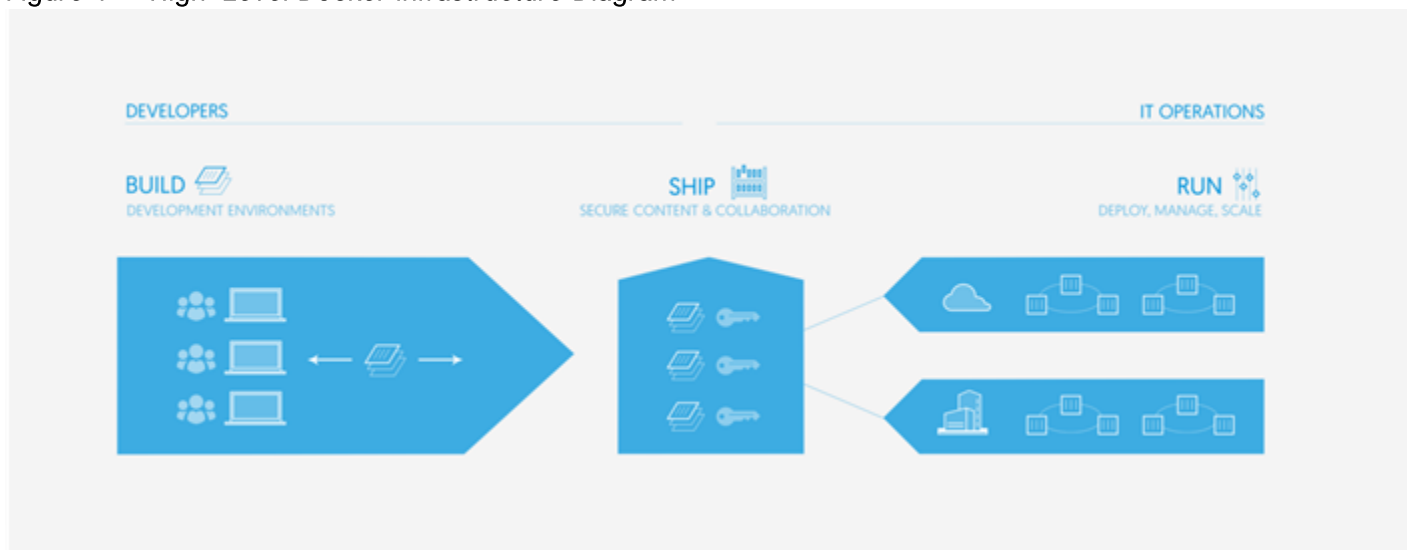 DEVELOPERS
IT OPERATIONS
BUILD
DEVELOPMENT ENVIRONMENTS
SHIP
SECURE CONTENT & COLLABORATION
RUN
DEPLOY, MANAGE, SCALE